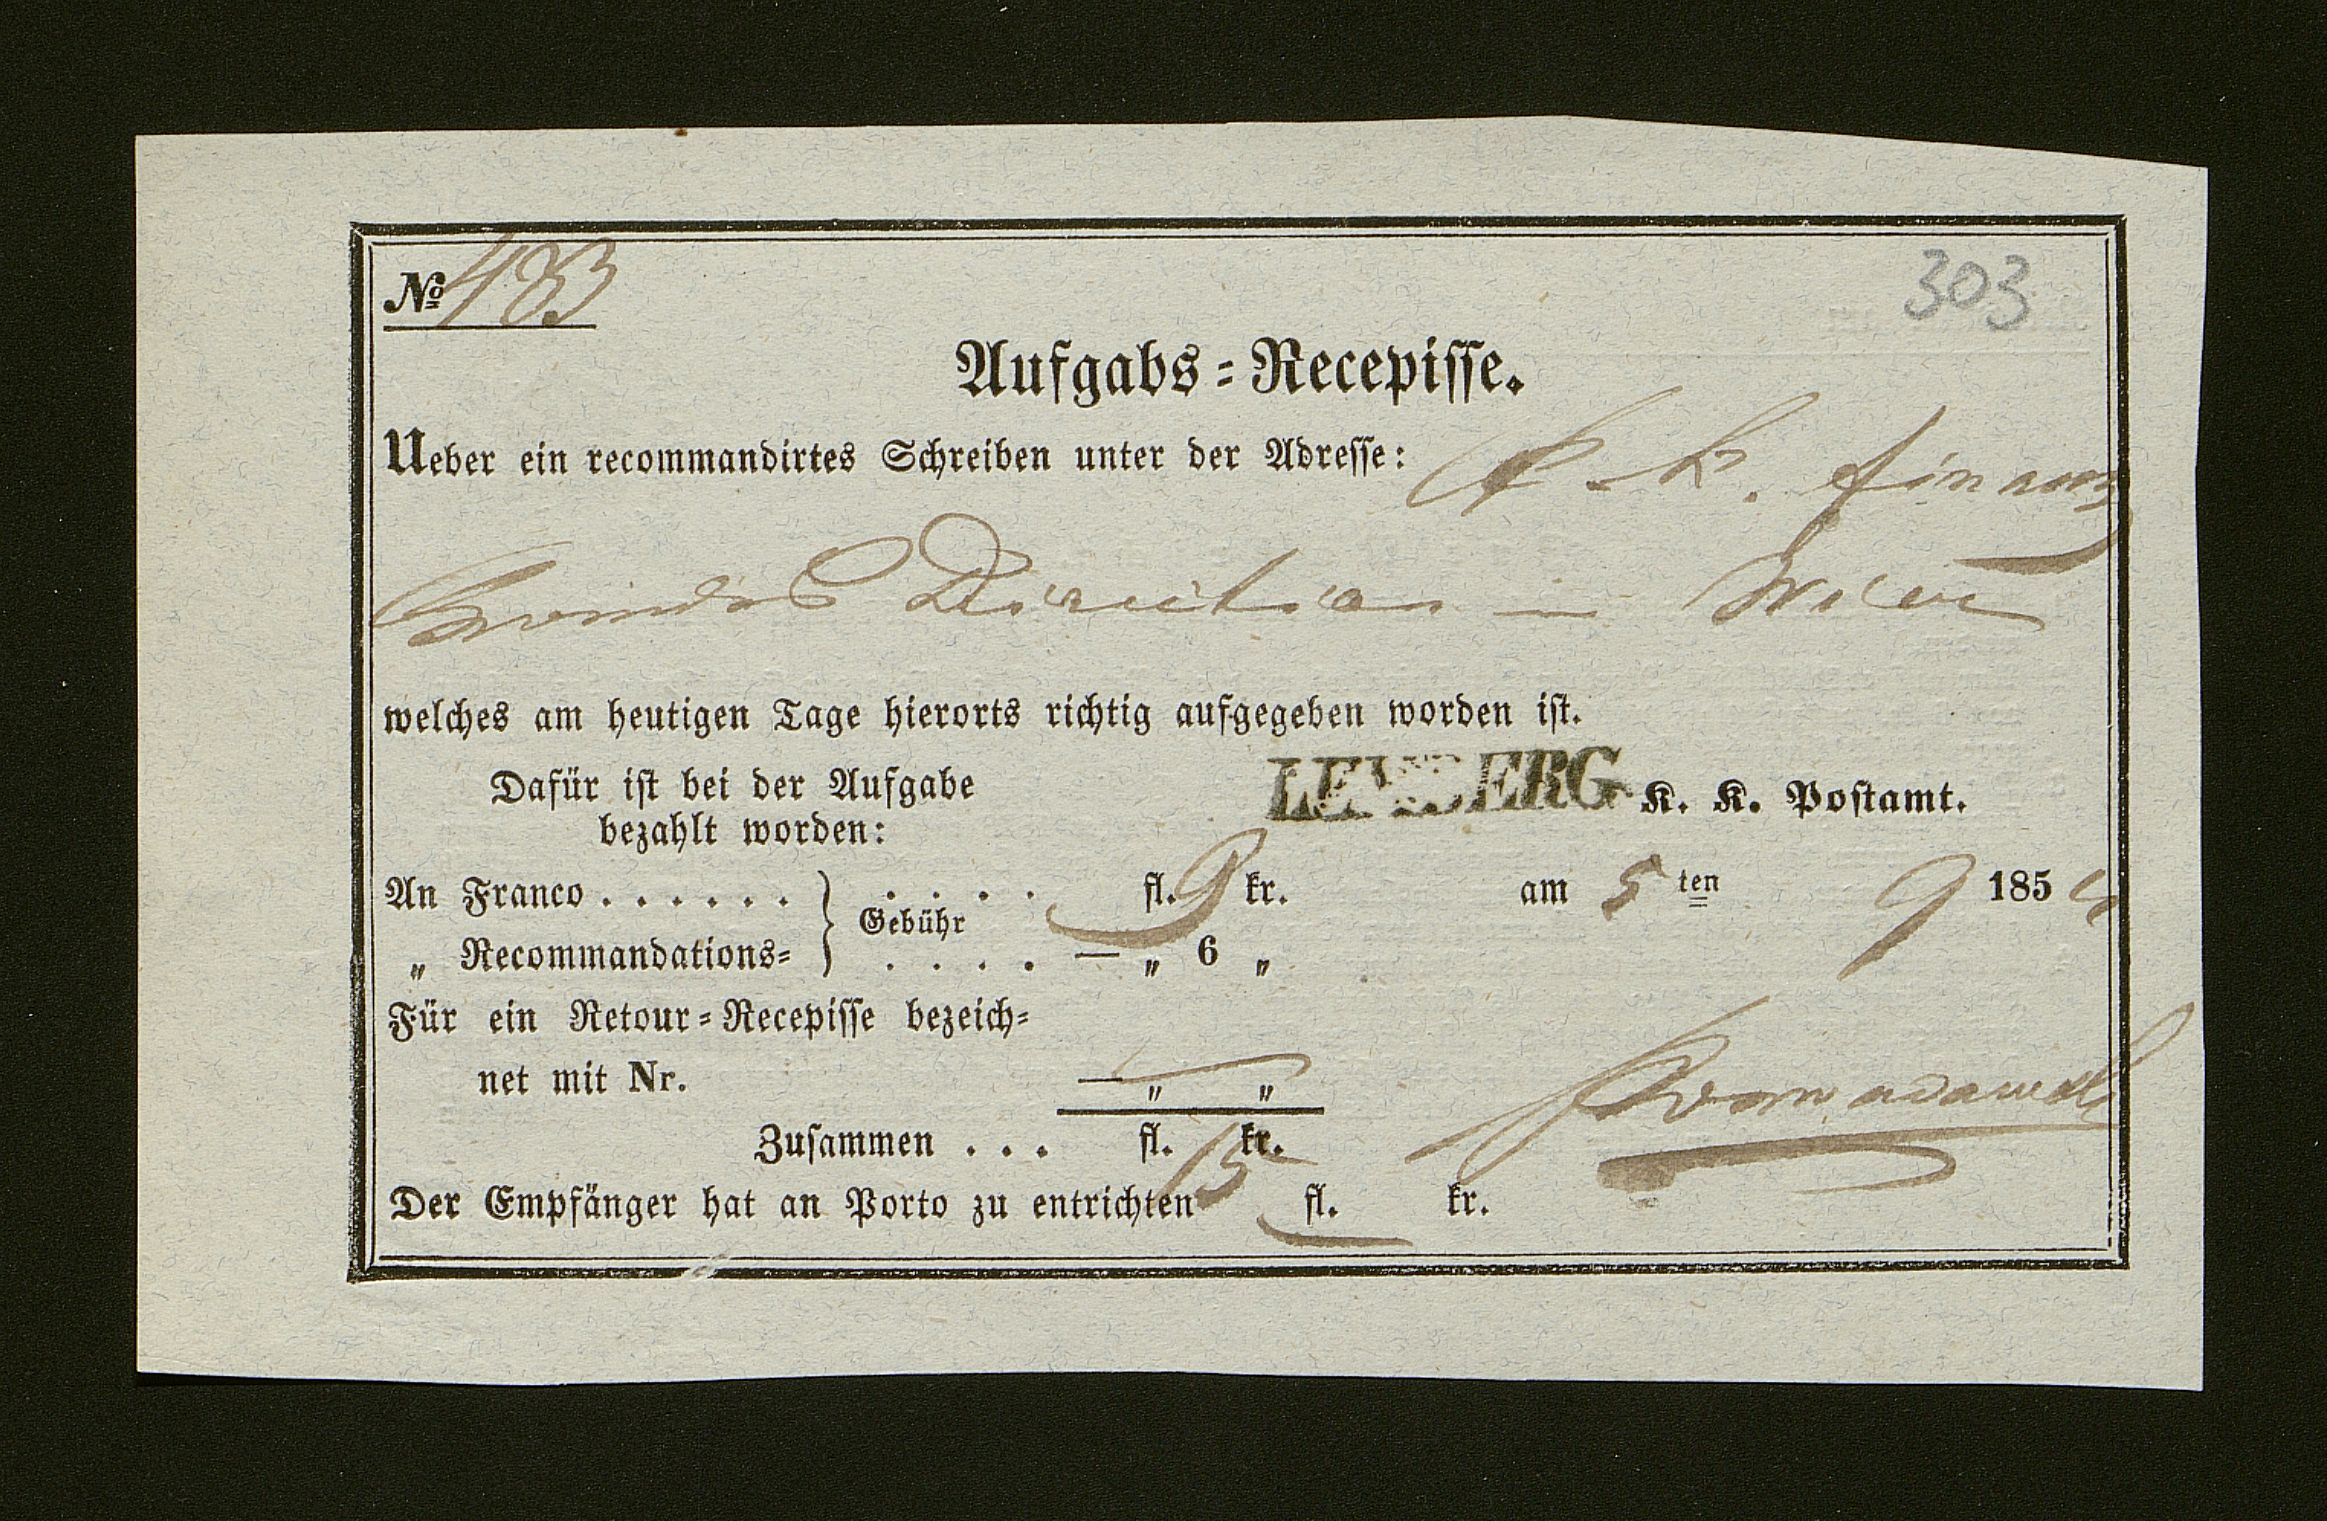 № 483
303
Aufgabs-Recepisse.
Ueber ein recommandirtes Schreiben unter der Adresse: k. k. Finanz
Landes Direction in Wien
welches am heutigen Tage hierorts richtig aufgegeben worden ist.
Dafür ist bei der Aufgabe
bezahlt worden:
LEMBERG K. K. Postamt.
An Franco . . . . . . } Gebühr . . . . fl. 9 kr.
am 5 ten 9 185
„ Recommandations- } . . . . — „ 6 „
Für ein Retour-Recepisse bezeich-
net mit Nr. — „ „
Zusammen . . . fl. 15 kr.
Der Empfänger hat an Porto zu entrichten fl. kr.